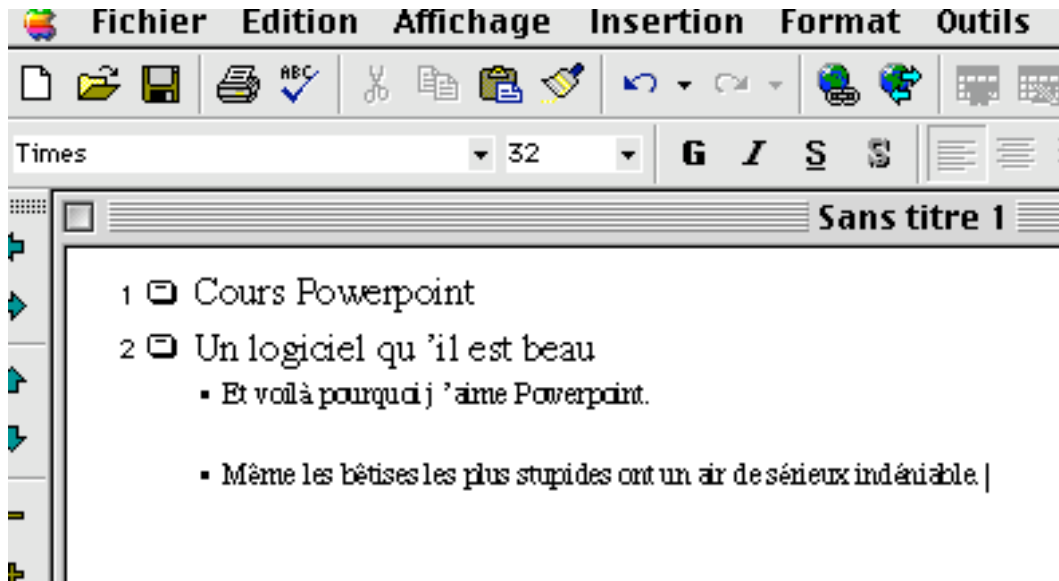 Fichier Edition Affichage Insertion Format Outils
ABC
Times 32 G I S S
Sans titre 1
1 Cours Powerpoint
2 Un logiciel qu 'il est beau
▪ Et voilà pourquoi j 'aime Powerpoint.
▪ Même les bêtises les plus stupides ont un air de sérieux indéniable.